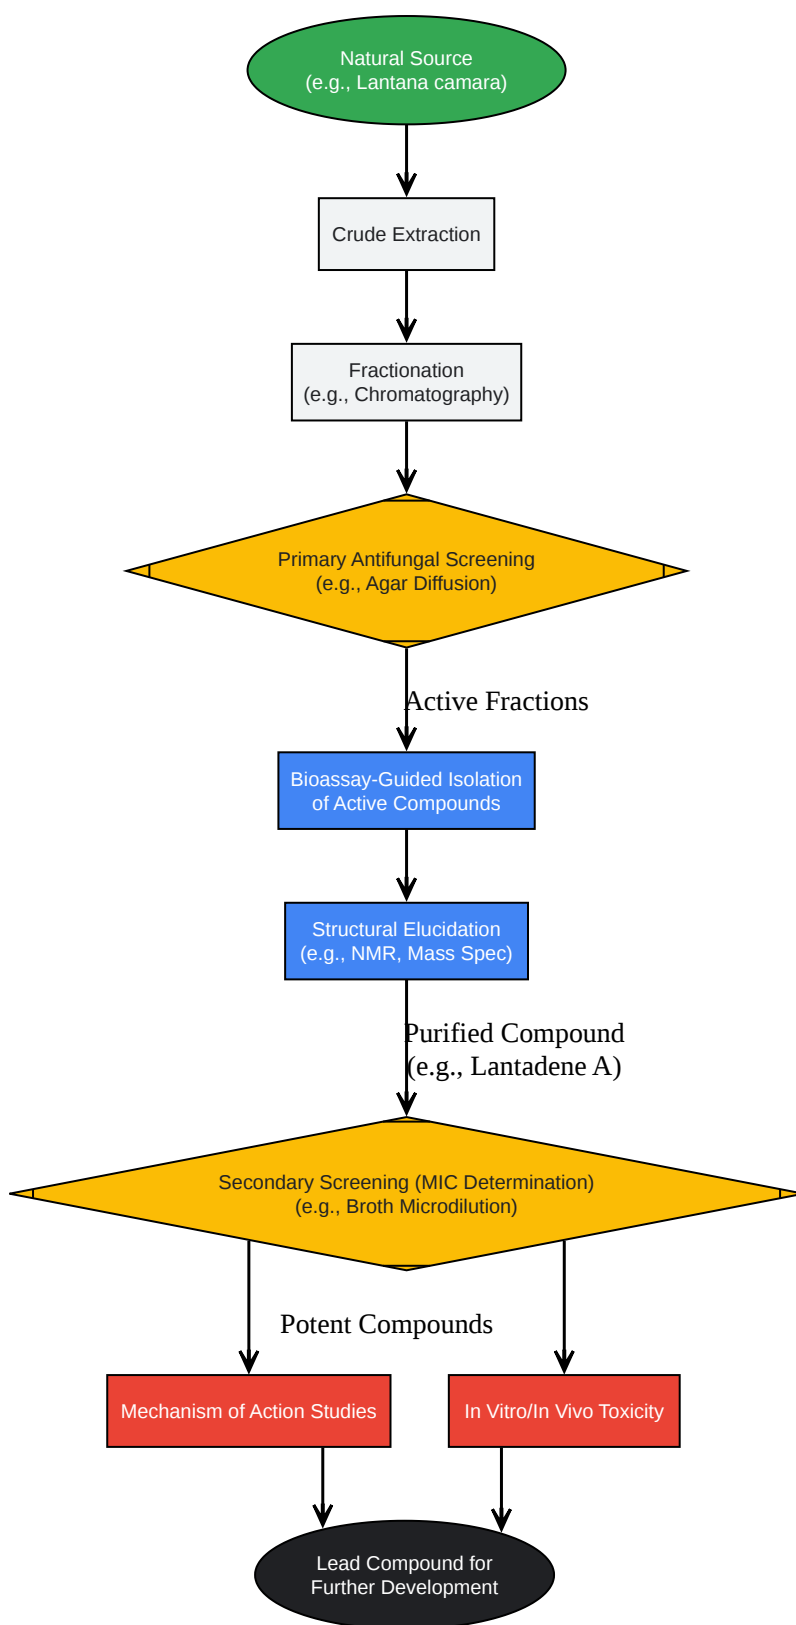 Natural Source
(e.g., Lantana camara)
Crude Extraction
Fractionation
(e.g., Chromatography)
Primary Antifungal Screening
(e.g., Agar Diffusion)
Active Fractions
Bioassay-Guided Isolation
of Active Compounds
Structural Elucidation
(e.g., NMR, Mass Spec)
Purified Compound
(e.g., Lantadene A)
Secondary Screening (MIC Determination)
(e.g., Broth Microdilution)
Potent Compounds
Mechanism of Action Studies
In Vitro/In Vivo Toxicity
Lead Compound for
Further Development